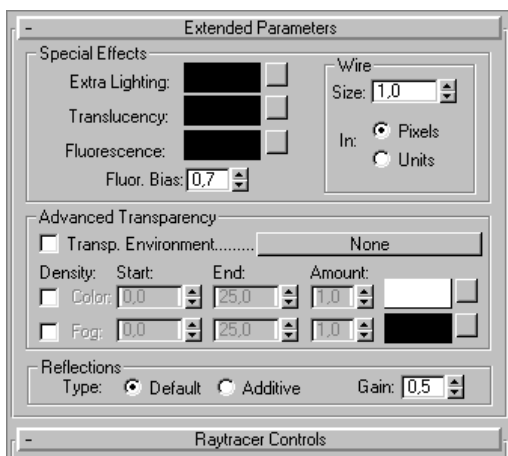 - Extended Parameters
Special Effects
Extra Lighting:
Translucency:
Fluorescence:
Fluor. Bias: 0,7
Wire
Size: 1,0
In: Pixels
Units
Advanced Transparency
Transp. Environment......... None
Density: Start: End: Amount:
Color: 0,0 25,0 1,0
Fog: 0,0 25,0 1,0
Reflections
Type: Default Additive Gain: 0,5
- Raytracer Controls